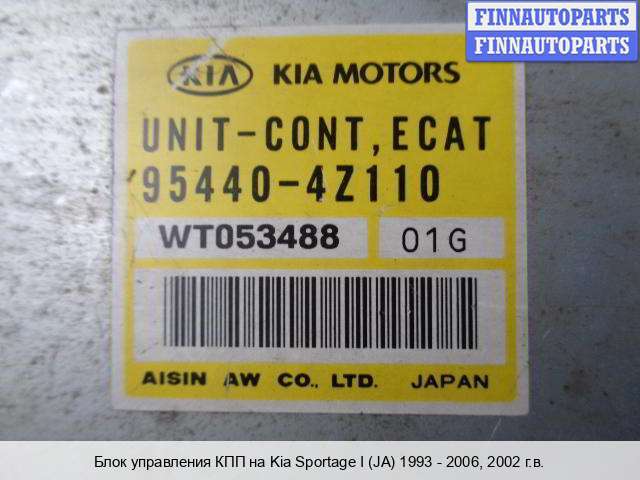 FINNAUTOPARTS
FINNAUTOPARTS
KIA KIA MOTORS
UNIT-CONT, ECAT
95440-4Z110
WT053488 01G
AISIN AW CO., LTD. JAPAN
Блок управления КПП на Kia Sportage I (JA) 1993 - 2006, 2002 г.в.